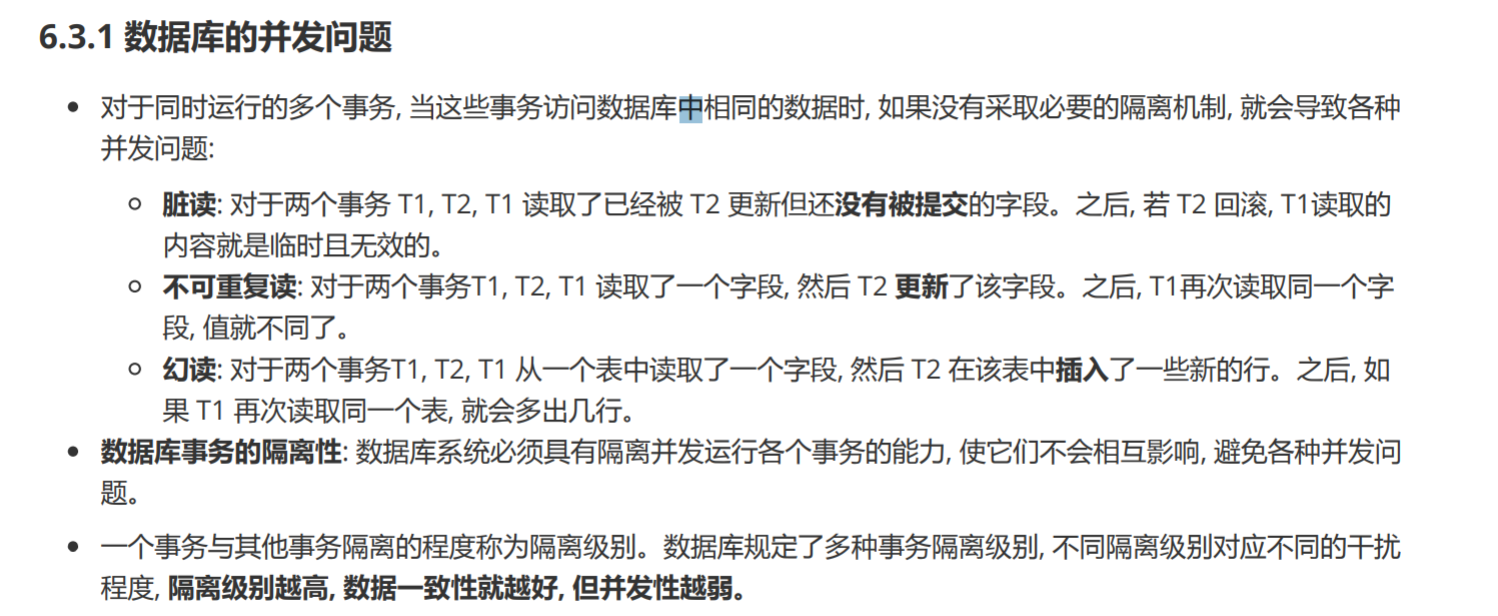 6.3.1 数据库的并发问题
对于同时运行的多个事务, 当这些事务访问数据库中相同的数据时, 如果没有采取必要的隔离机制, 就会导致各种
并发问题:
脏读: 对于两个事务 T1, T2, T1 读取了已经被 T2 更新但还没有被提交的字段。之后, 若 T2 回滚, T1读取的
内容就是临时且无效的。
不可重复读: 对于两个事务T1, T2, T1 读取了一个字段, 然后 T2 更新了该字段。之后, T1再次读取同一个字
段, 值就不同了。
幻读: 对于两个事务T1, T2, T1 从一个表中读取了一个字段, 然后 T2 在该表中插入了一些新的行。之后, 如
果 T1 再次读取同一个表, 就会多出几行。
数据库事务的隔离性: 数据库系统必须具有隔离并发运行各个事务的能力, 使它们不会相互影响, 避免各种并发问
题。
一个事务与其他事务隔离的程度称为隔离级别。数据库规定了多种事务隔离级别, 不同隔离级别对应不同的干扰
程度, 隔离级别越高, 数据一致性就越好, 但并发性越弱。